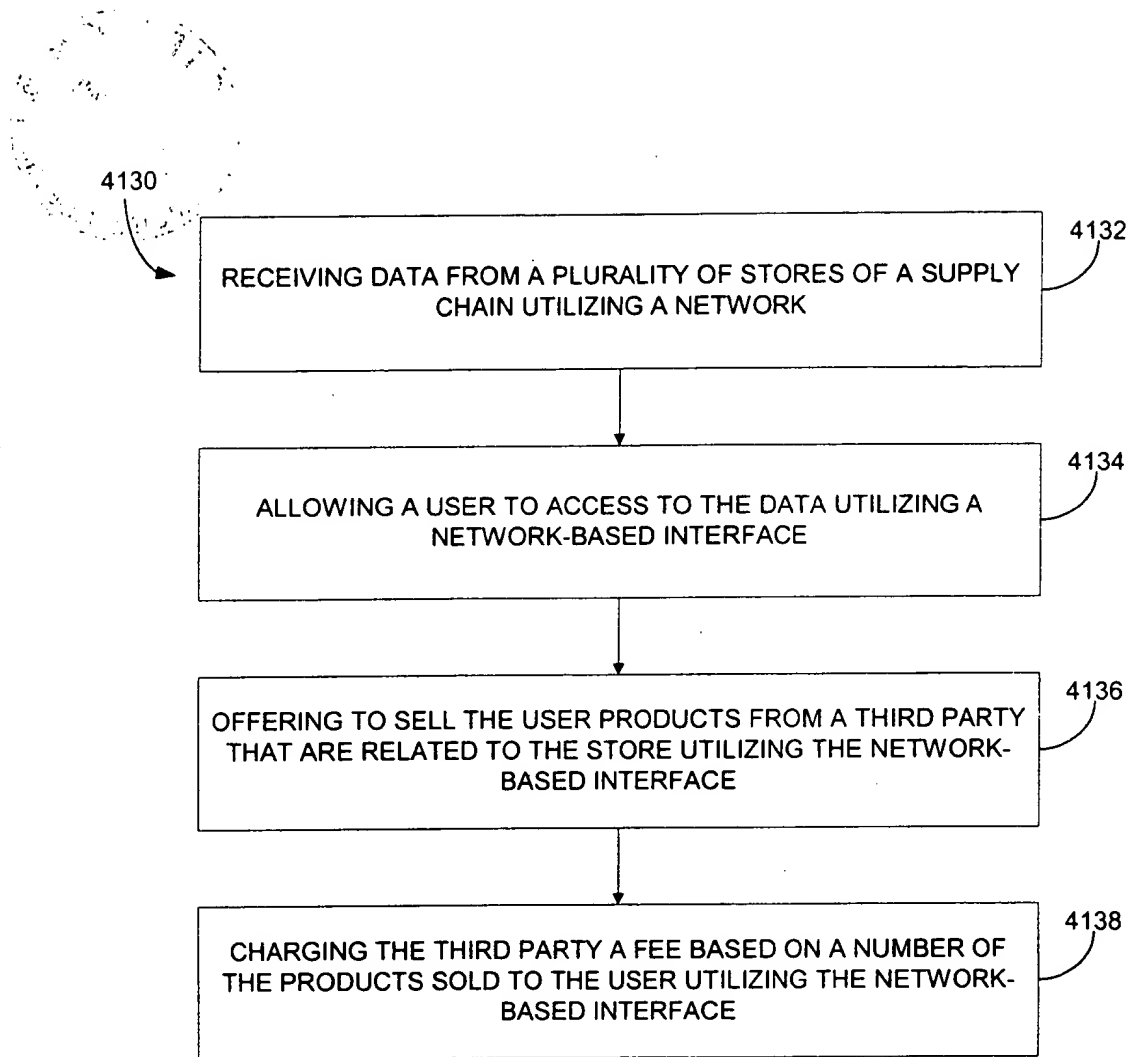 4130
4132
RECEIVING DATA FROM A PLURALITY OF STORES OF A SUPPLY
CHAIN UTILIZING A NETWORK
4134
ALLOWING A USER TO ACCESS TO THE DATA UTILIZING A
NETWORK-BASED INTERFACE
4136
OFFERING TO SELL THE USER PRODUCTS FROM A THIRD PARTY
THAT ARE RELATED TO THE STORE UTILIZING THE NETWORK-
BASED INTERFACE
4138
CHARGING THE THIRD PARTY A FEE BASED ON A NUMBER OF
THE PRODUCTS SOLD TO THE USER UTILIZING THE NETWORK-
BASED INTERFACE